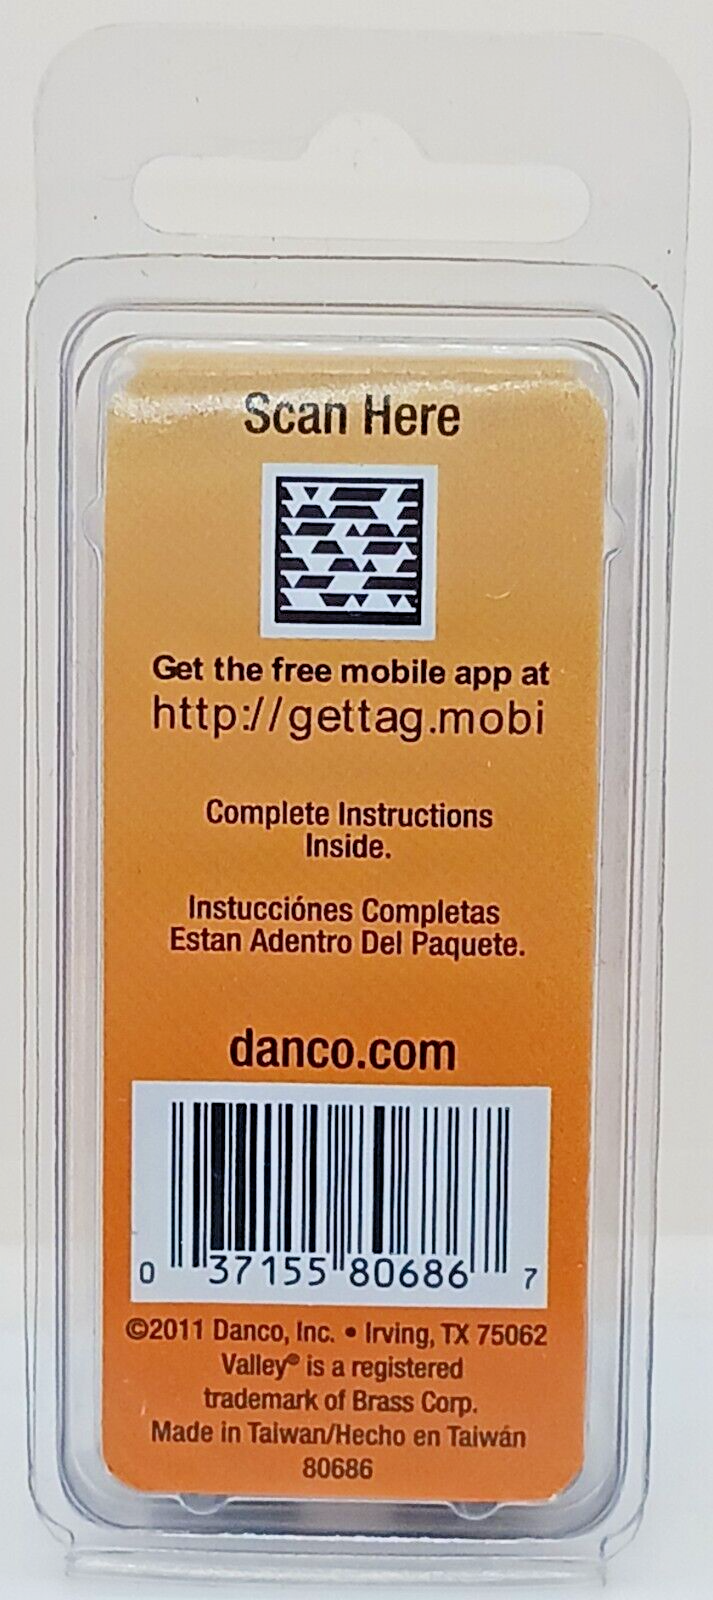 Scan Here
Get the free mobile app at
http://gettag.mobi
Complete Instructions
Inside.
Instucciónes Completas
Estan Adentro Del Paquete.
danco.com
0 37155 80686 7
©2011 Danco, Inc. • Irving, TX 75062
Valley® is a registered
trademark of Brass Corp.
Made in Taiwan/Hecho en Taiwán
80686